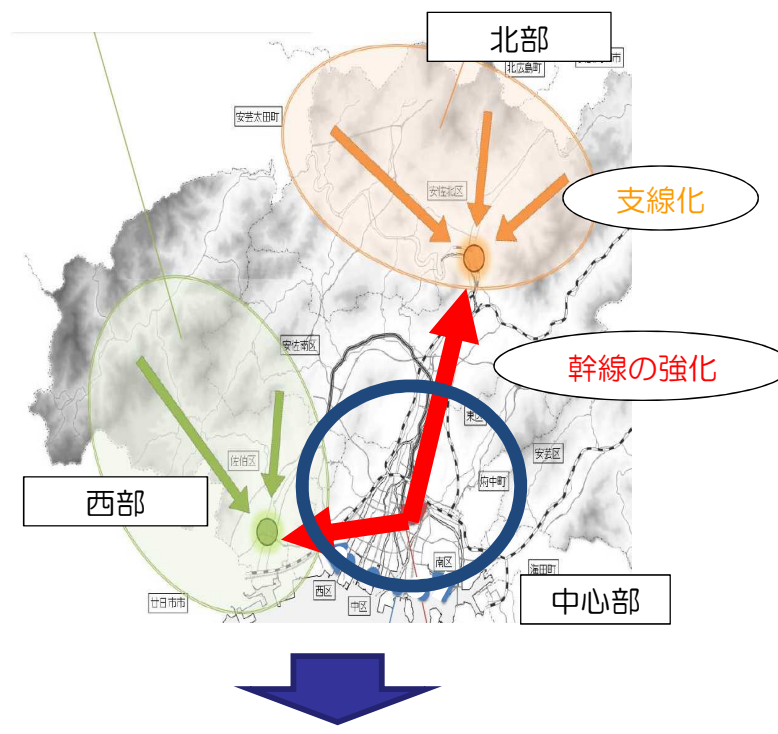 北部
北広島町
市
安芸太田町
安佐北区
支線化
安佐南区
幹線の強化
東区
安芸区
佐伯区
府中町
西部
南区
海田町
西区
中区
廿日市市
中心部